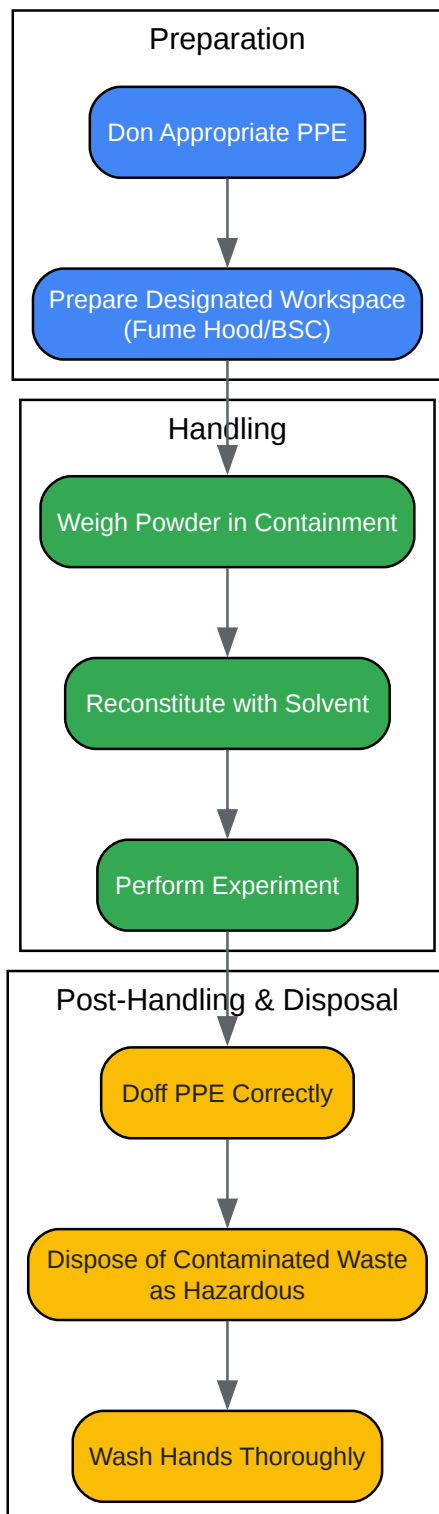 Preparation
Don Appropriate PPE
Prepare Designated Workspace
(Fume Hood/BSC)
Handling
Weigh Powder in Containment
Reconstitute with Solvent
Perform Experiment
Post-Handling & Disposal
Doff PPE Correctly
Dispose of Contaminated Waste
as Hazardous
Wash Hands Thoroughly